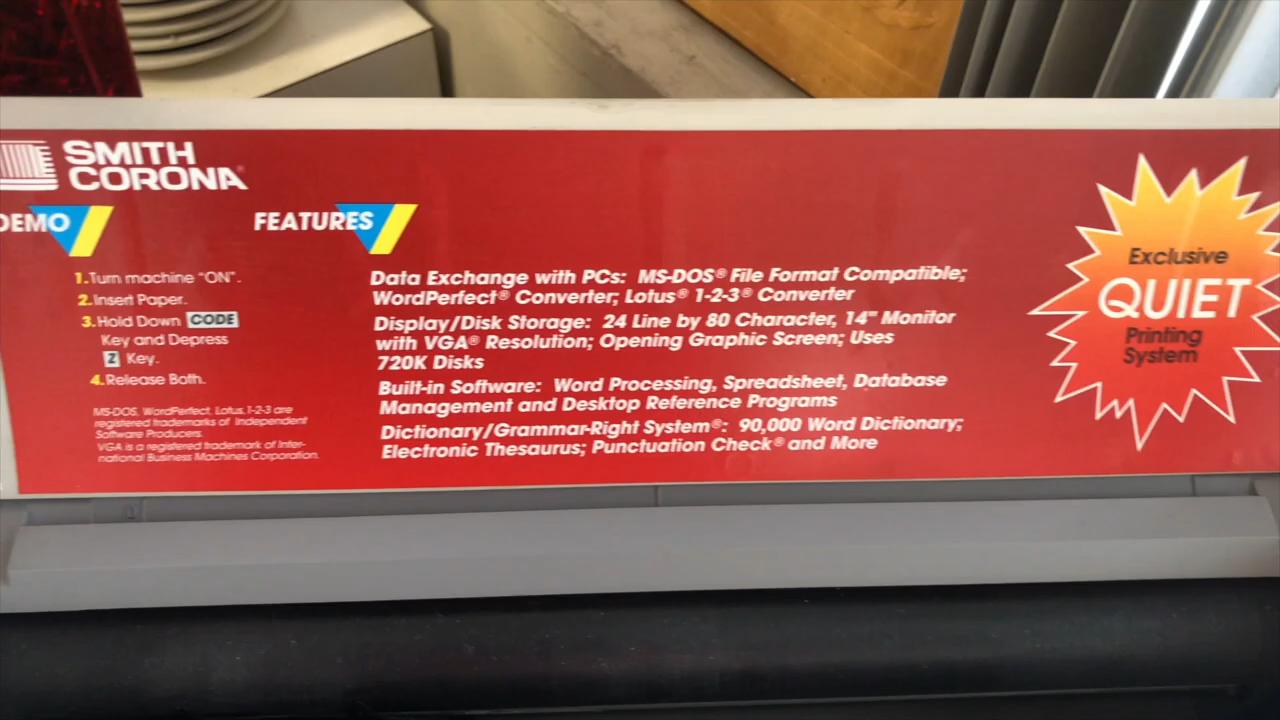 SMITH
CORONA
DEMO
1. Turn machine "ON".
2. Insert Paper.
3. Hold Down CODE
Key and Depress
Z Key.
4. Release Both.
MS-DOS, WordPerfect, Lotus, 1-2-3 are
registered trademarks of Independent
Software Producers.
VGA is a registered trademark of Inter-
national Business Machines Corporation.
FEATURES
Data Exchange with PCs: MS-DOS® File Format Compatible;
WordPerfect® Converter; Lotus® 1-2-3® Converter
Display/Disk Storage: 24 Line by 80 Character, 14" Monitor
with VGA® Resolution; Opening Graphic Screen; Uses
720K Disks
Built-in Software: Word Processing, Spreadsheet, Database
Management and Desktop Reference Programs
Dictionary/Grammar-Right System®: 90,000 Word Dictionary;
Electronic Thesaurus; Punctuation Check® and More
Exclusive
QUIET
Printing
System